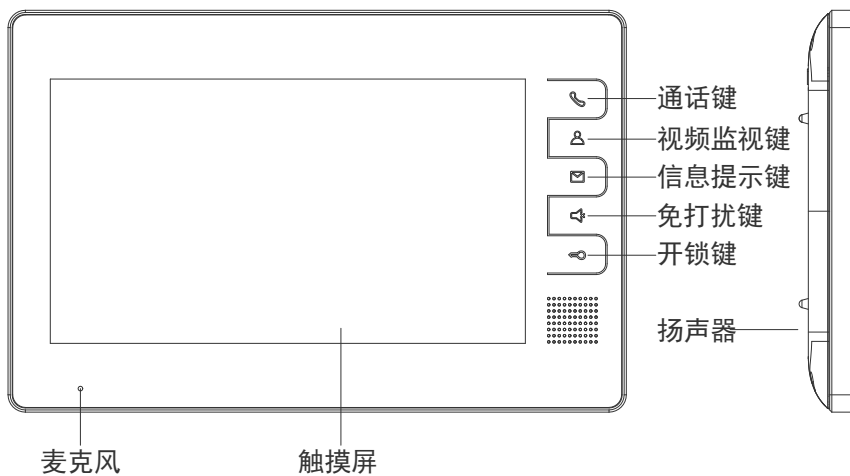 通话键
视频监视键
信息提示键
免打扰键
开锁键
扬声器
麦克风
触摸屏